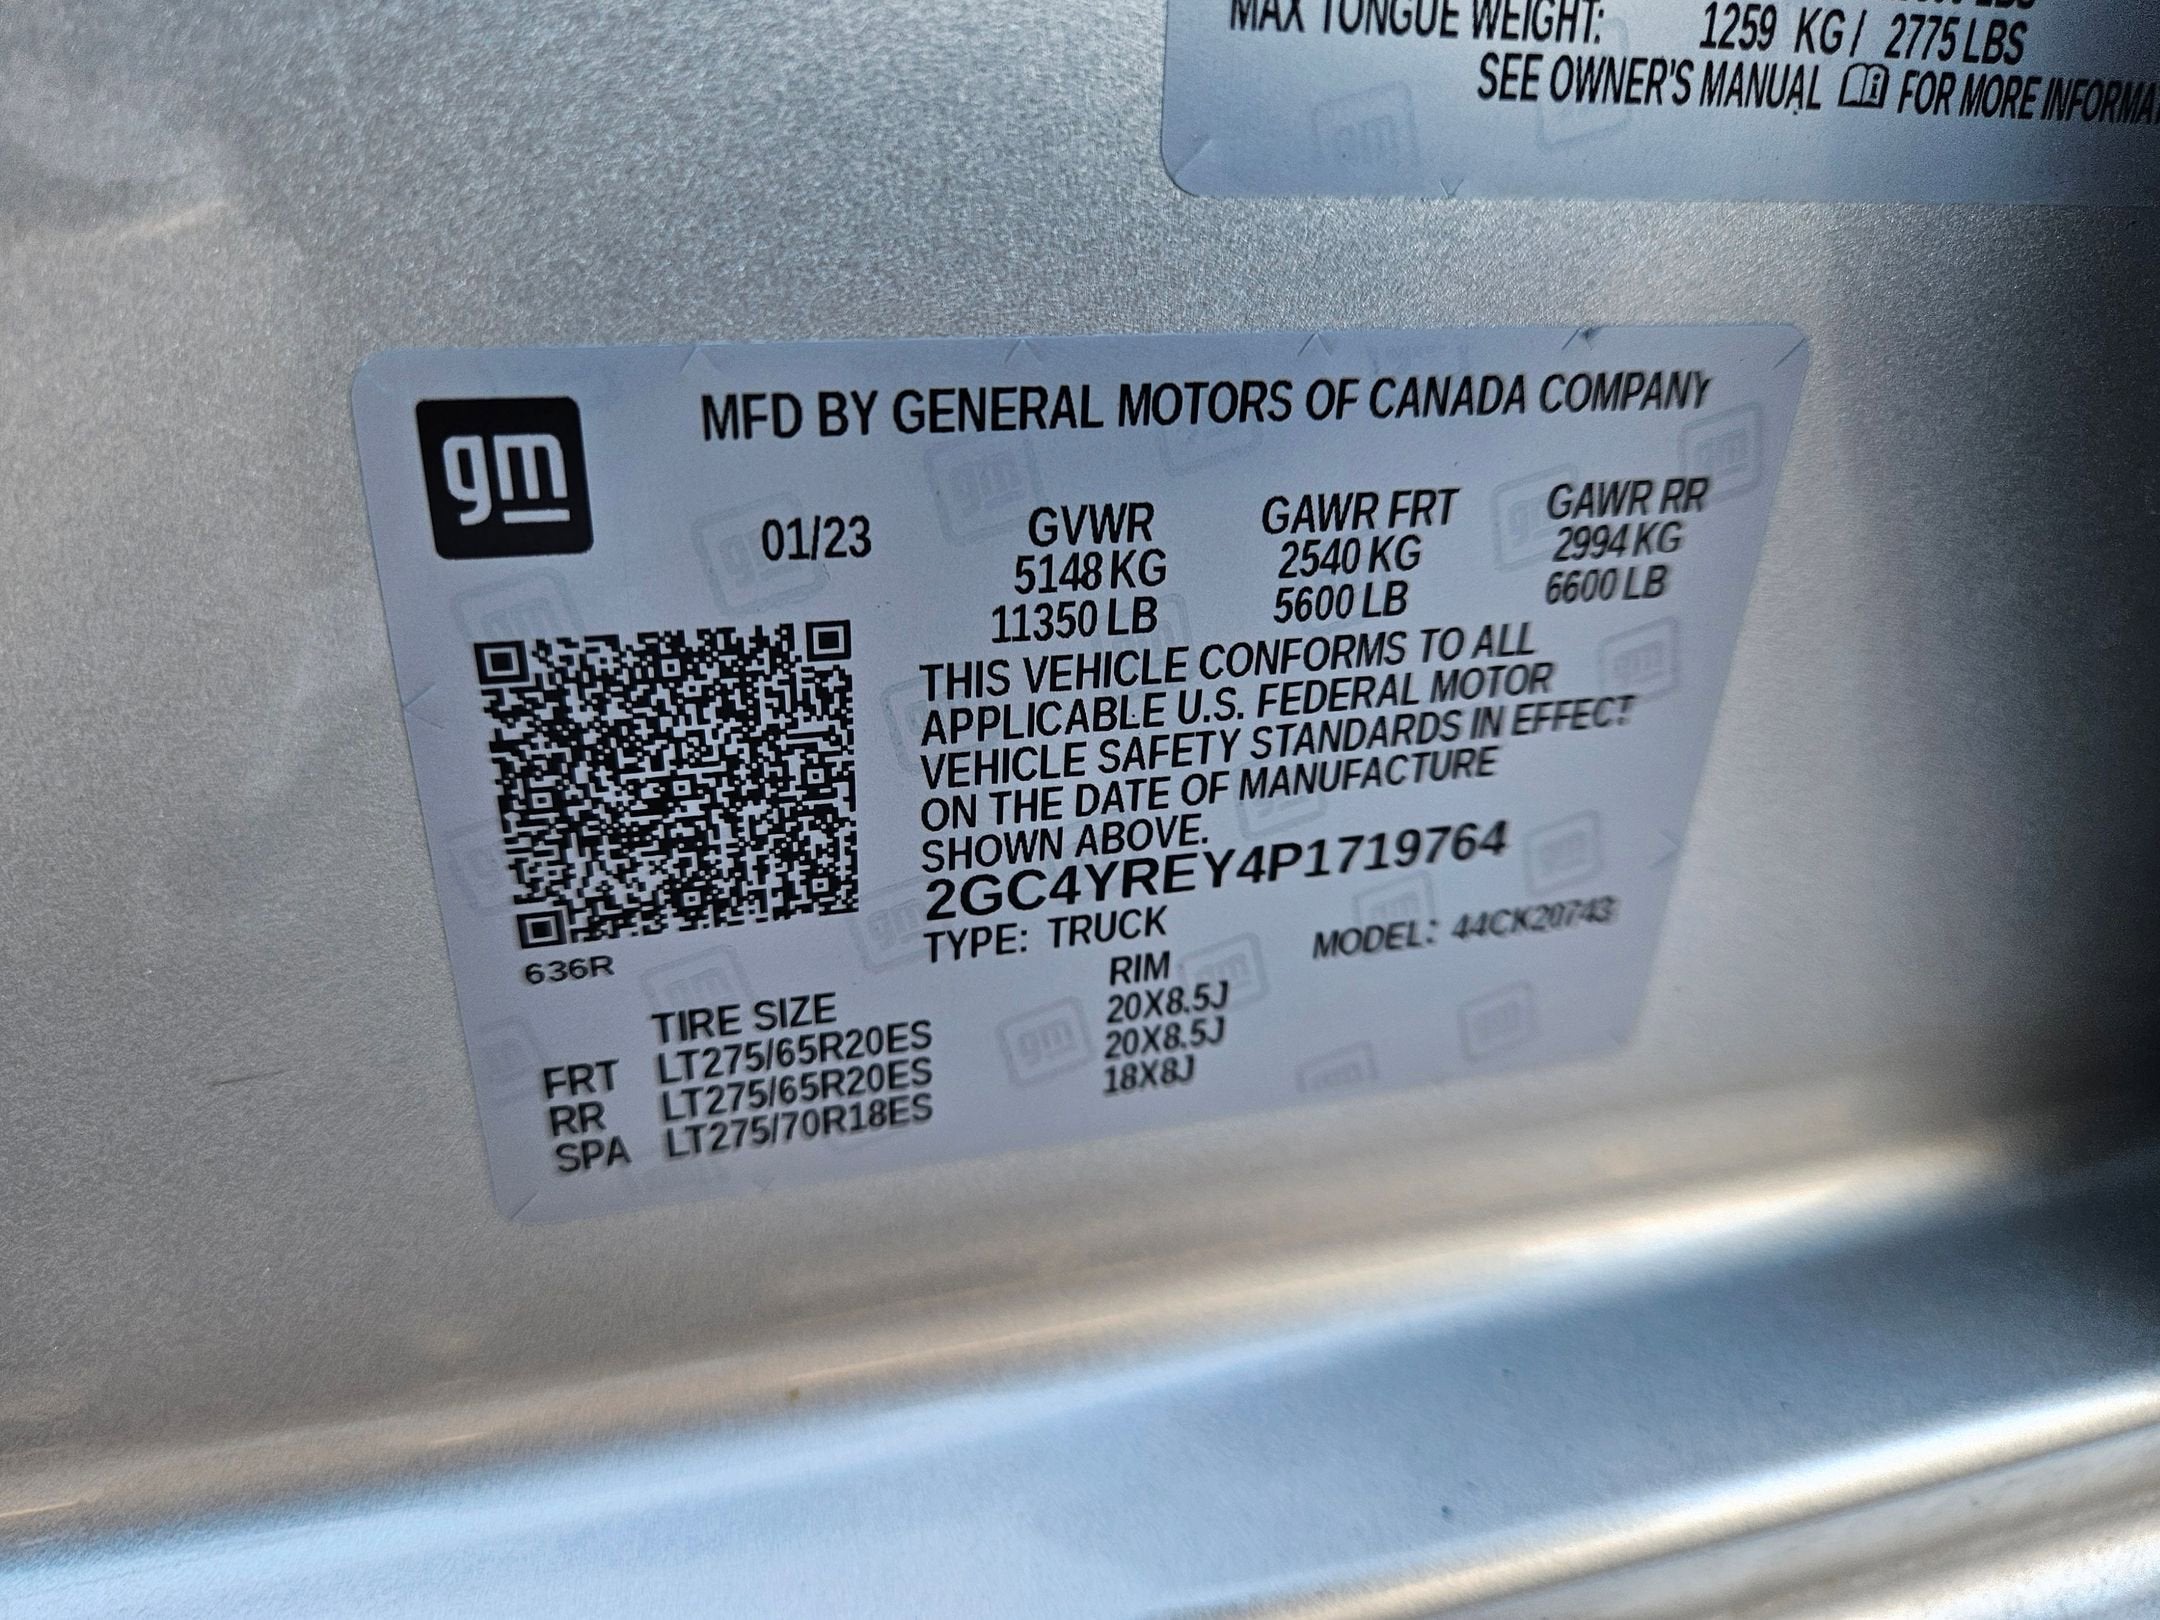 MAX TONGUE WEIGHT: 1259 KG / 2775 LBS
SEE OWNER'S MANUAL FOR MORE
gm
MFD BY GENERAL MOTORS OF CANADA COMPANY
01/23 GVWR GAWR FRT GAWR RR
5148 KG 2540 KG 2994 KG
11350 LB 5600 LB 6600 LB
THIS VEHICLE CONFORMS TO ALL
APPLICABLE U.S. FEDERAL MOTOR
VEHICLE SAFETY STANDARDS IN EFFECT
ON THE DATE OF MANUFACTURE
SHOWN ABOVE.
2GC4YREY4P1719764
TYPE: TRUCK MODEL: 44CK20743
636R
TIRE SIZE RIM
FRT LT275/65R20ES 20X8.5J
RR LT275/65R20ES 20X8.5J
SPA LT275/70R18ES 18X8J